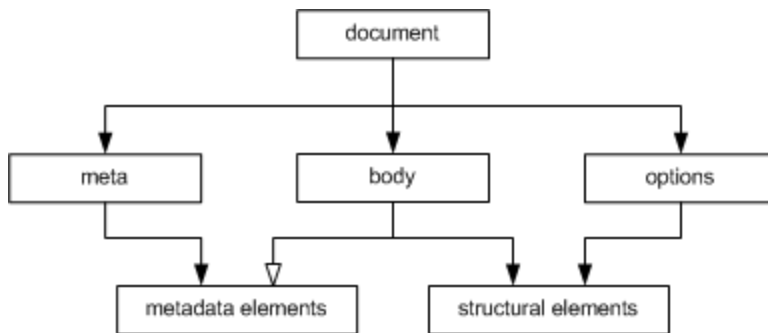 document
meta
body
options
metadata elements
structural elements